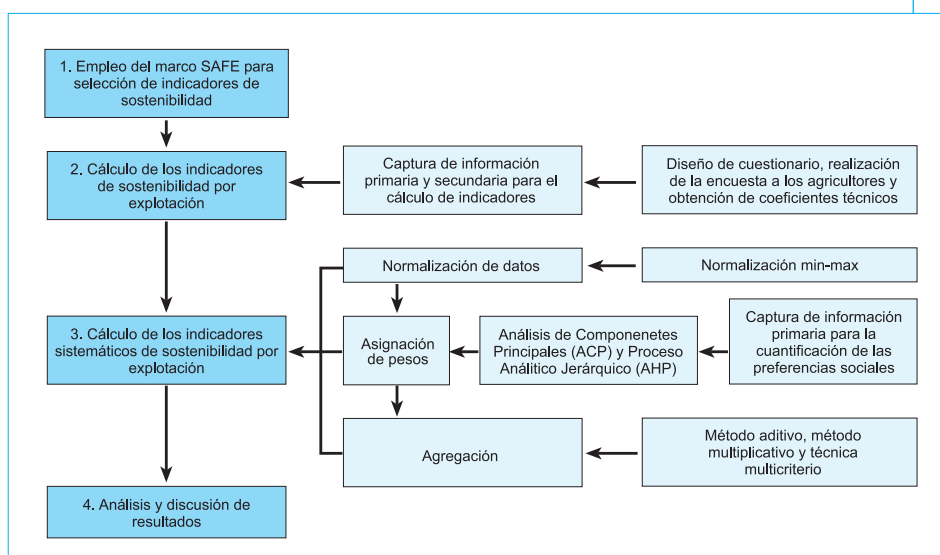 1. Empleo del marco SAFE para
selección de indicadores de
sostenibilidad
2. Cálculo de los indicadores
de sostenibilidad por
explotación
Captura de información
primaria y secundaria para el
cálculo de indicadores
Diseño de cuestionario, realización
de la encuesta a los agricultores y
obtención de coeficientes técnicos
Normalización de datos
Normalización min-max
3. Cálculo de los indicadores
sistemáticos de sostenibilidad por
explotación
Asignación
de pesos
Análisis de Componenetes
Principales (ACP) y Proceso
Análitico Jerárquico (AHP)
Captura de información
primaria para la
cuantificación de las
preferencias sociales
Agregación
Método aditivo, método
multiplicativo y técnica
multicriterio
4. Análisis y discusión de
resultados